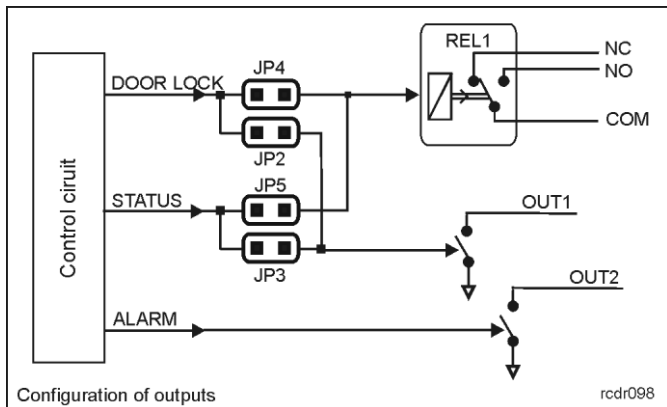 REL1
NC
NO
COM
JP4
DOOR LOCK
JP2
JP5
STATUS
JP3
OUT1
OUT2
ALARM
Control ciruit
Configuration of outputs
rcdr098